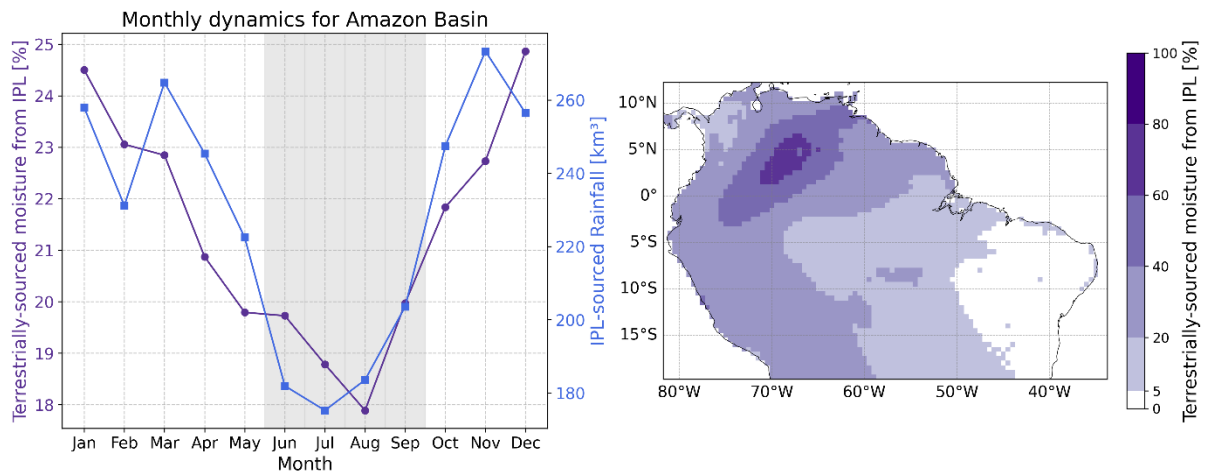 Monthly dynamics for Amazon Basin
Terrestrially-sourced moisture from IPL [%]
25
24
23
22
21
20
19
18
Jan Feb Mar Apr May Jun Jul Aug Sep Oct Nov Dec
Month
260
240
220
200
180
IPL-sourced Rainfall [km³]
10°N
5°N
0°
5°S
10°S
15°S
80°W 70°W 60°W 50°W 40°W
100
80
60
40
20
5
0
Terrestrially-sourced moisture from IPL [%]